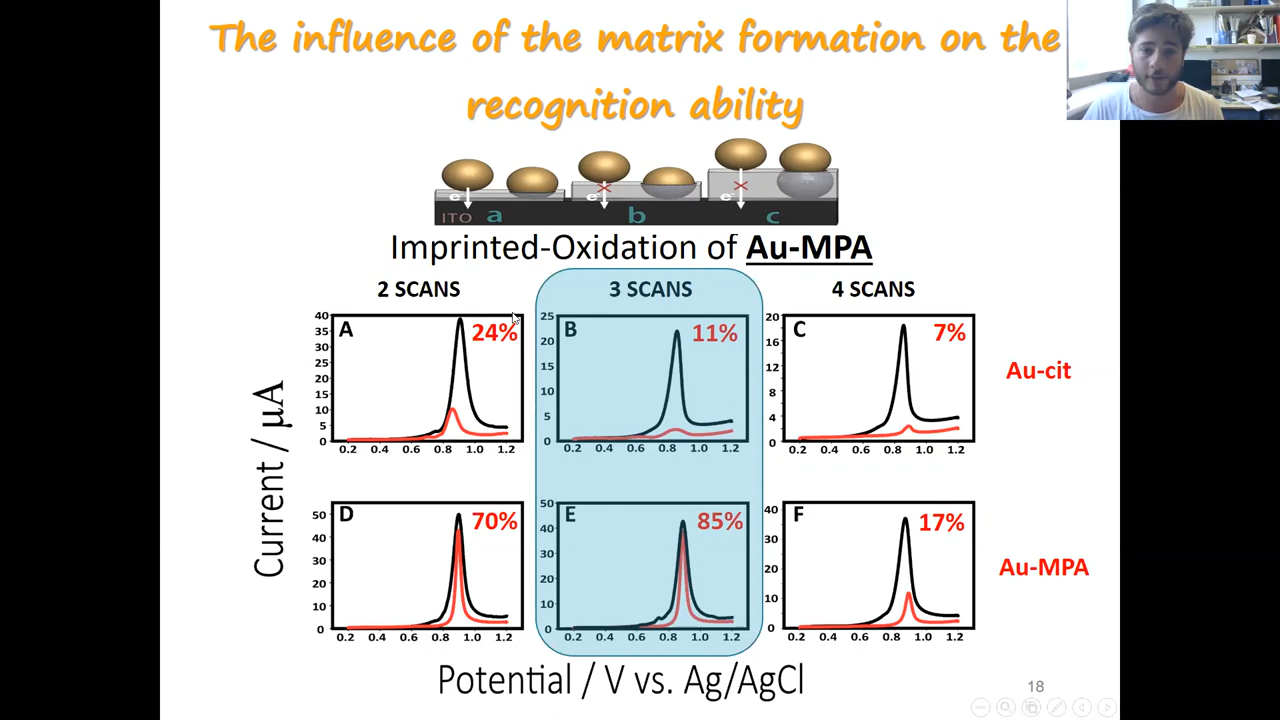 The influence of the matrix formation on the
recognition ability
e⁻ e⁻ e⁻
ITO a b c
Imprinted-Oxidation of Au-MPA
2 SCANS 3 SCANS 4 SCANS
A 24% B 11% C 7%
40 35 30 25 20 15 10 5 0
25 20 15 10 5 0
20 16 12 8 4 0
Au-cit
0.2 0.4 0.6 0.8 1.0 1.2
0.2 0.4 0.6 0.8 1.0 1.2
0.2 0.4 0.6 0.8 1.0 1.2
Current / µA
D 70% E 85% F 17%
50 40 30 20 10 0
50 40 30 20 10 0
40 30 20 10 0
Au-MPA
0.2 0.4 0.6 0.8 1.0 1.2
0.2 0.4 0.6 0.8 1.0 1.2
0.2 0.4 0.6 0.8 1.0 1.2
Potential / V vs. Ag/AgCl
18